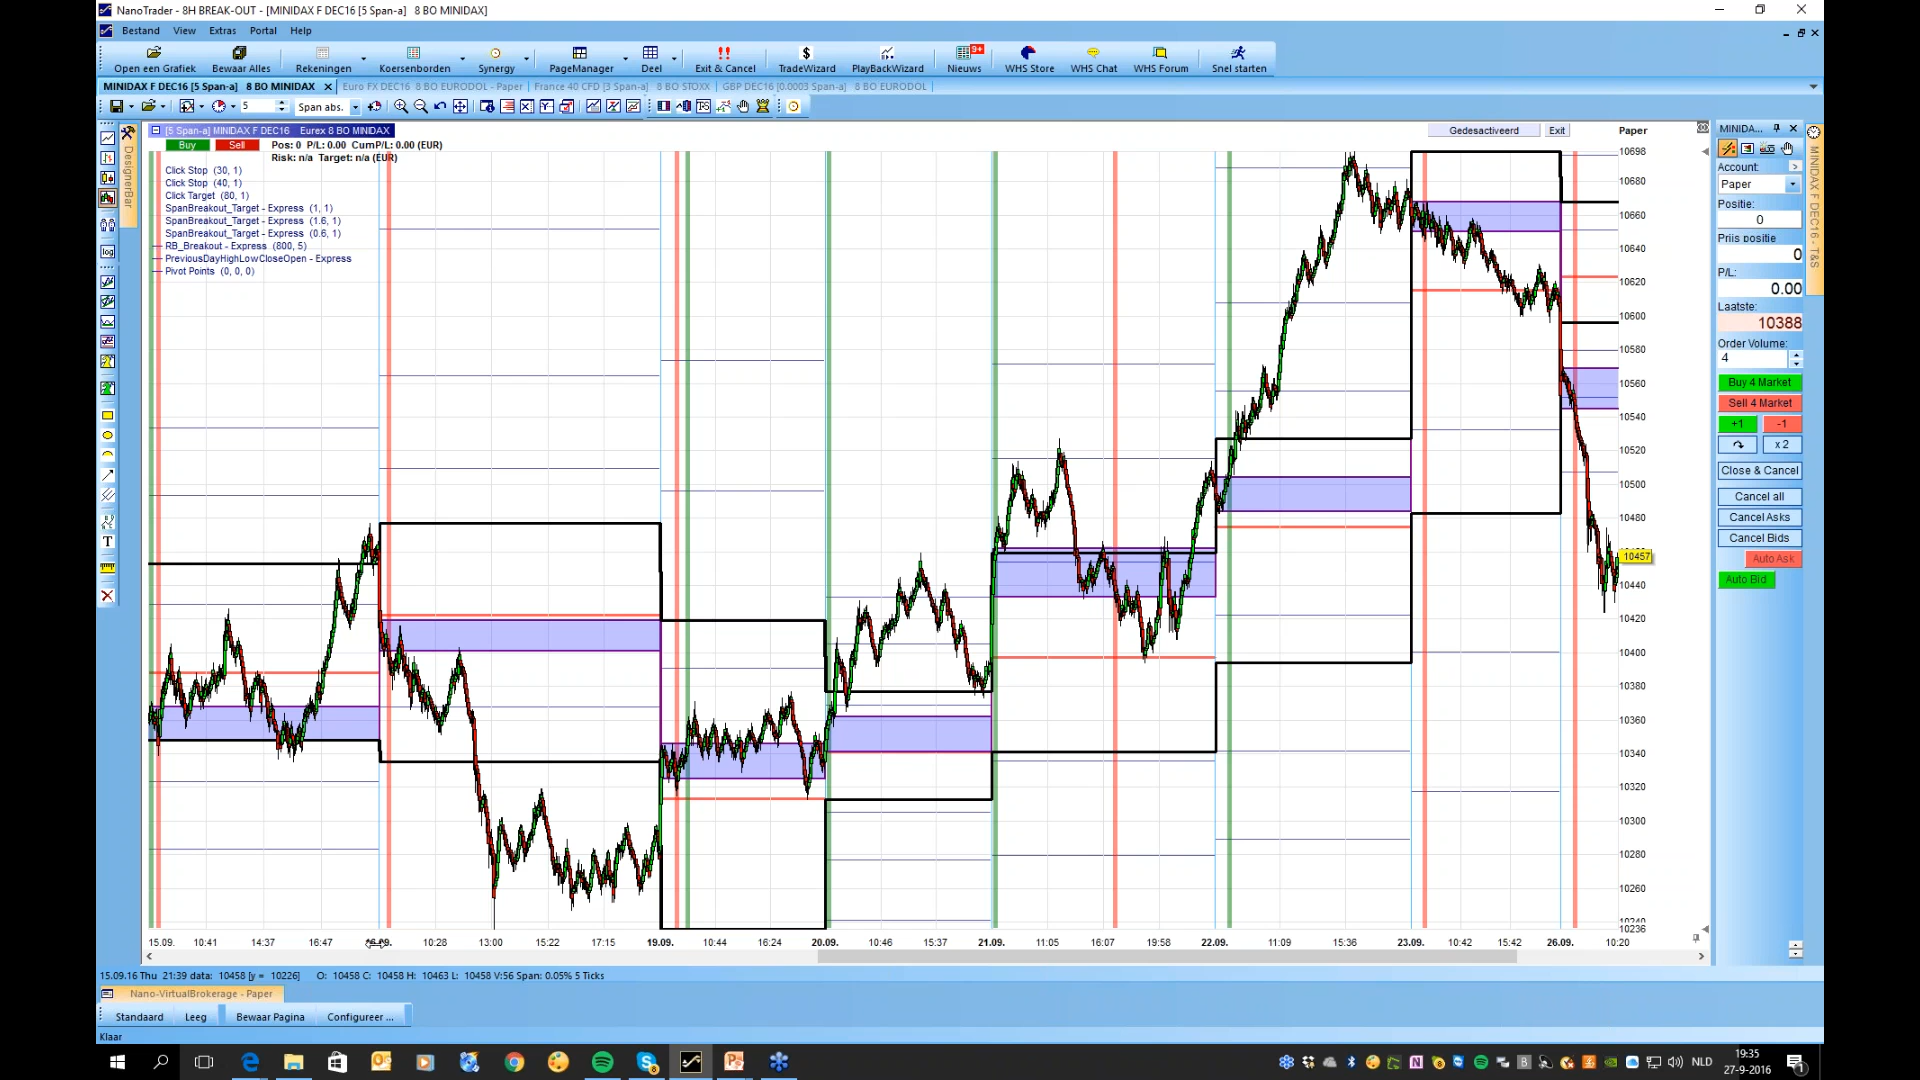 NanoTrader - 8H BREAK-OUT - [MINIDAX F DEC16 [5 Span-a]   8 BO MINIDAX]
Bestand View Extras Portal Help
Open een Grafiek Bewaar Alles Rekeningen Koersenborden Synergy PageManager Deel Exit & Cancel TradeWizard PlayBackWizard Nieuws 9+ WHS Store WHS Chat WHS Forum Snel starten
MINIDAX F DEC16 [5 Span-a]   8 BO MINIDAX Euro FX DEC16   8 BO EURODOL - Paper France 40 CFD [3 Span-a]   8 BO STOXX GBP DEC16 [0.0003 Span-a]   8 BO EURODOL
5 Span abs.
DesignerBar
[5 Span-a] MINIDAX F DEC16   Eurex 8 BO MINIDAX Gedesactiveerd Exit Paper
Buy Sell Pos: 0 P/L: 0.00 CumP/L: 0.00 (EUR)
Risk: n/a Target: n/a (EUR)
Click Stop (30, 1)
Click Stop (40, 1)
Click Target (80, 1)
SpanBreakout_Target - Express (1, 1)
SpanBreakout_Target - Express (1.6, 1)
SpanBreakout_Target - Express (0.6, 1)
RB_Breakout - Express (800, 5)
PreviousDayHighLowCloseOpen - Express
Pivot Points (0, 0, 0)
10698
10680
10660
10640
10620
10600
10580
10560
10540
10520
10500
10480
10457
10440
10420
10400
10380
10360
10340
10320
10300
10280
10260
10240
10236
15.09. 10:41 14:37 16:47 10:28 13:00 15:22 17:15 19.09. 10:44 16:24 20.09. 10:46 15:37 21.09. 11:05 16:07 19:58 22.09. 11:09 15:36 23.09. 10:42 15:42 26.09. 10:20
MINIDA...
Account:
Paper
Positie:
0
Prijs positie
0
P/L:
0.00
Laatste:
10388
Order Volume:
4
Buy 4 Market
Sell 4 Market
+1 -1
x 2
Close & Cancel
Cancel all
Cancel Asks
Cancel Bids
Auto Ask
Auto Bid
MINIDAX F DEC16 - T&S
15.09.16 Thu 21:39 data: 10458 [y = 10226] O: 10458 C: 10458 H: 10463 L: 10458 V:56 Span: 0.05% 5 Ticks
Nano-VirtualBrokerage - Paper
Standaard Leeg Bewaar Pagina Configureer ...
Klaar
NLD
19:35
27-9-2016